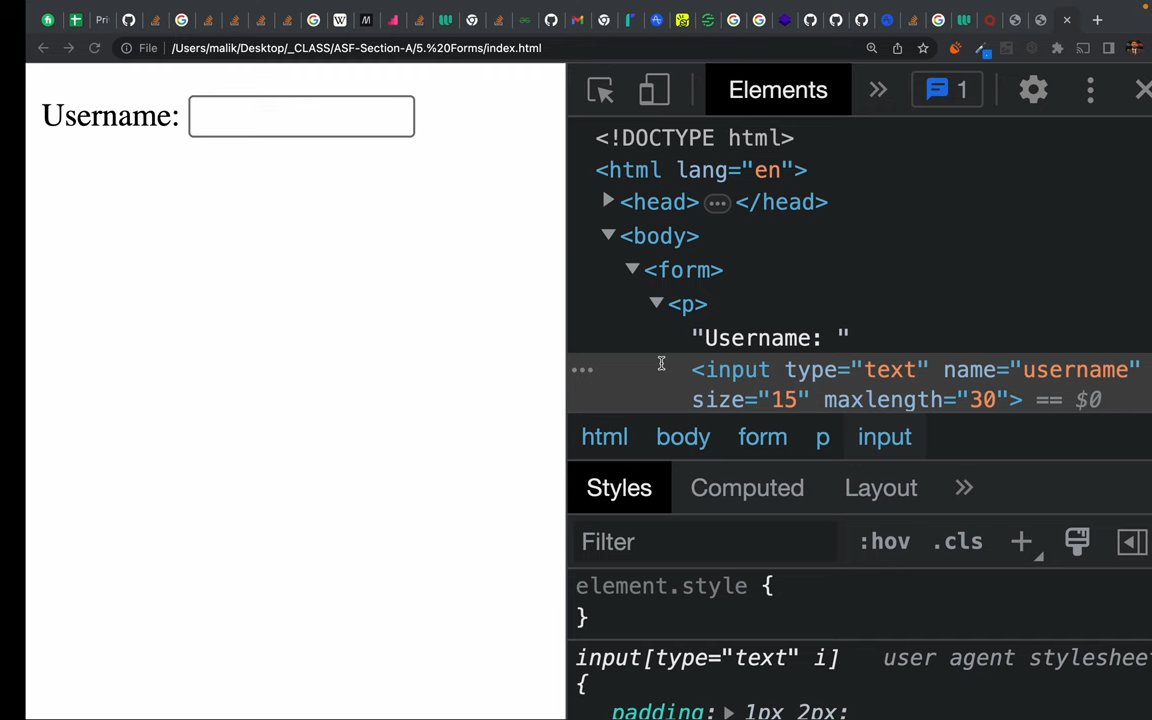 Pri
File
/Users/malik/Desktop/_CLASS/ASF-Section-A/5.%20Forms/index.html
Username:
Elements
1
<!DOCTYPE html>
<html lang="en">
<head> … </head>
<body>
<form>
<p>
"Username: "
<input type="text" name="username"
size="15" maxlength="30"> == $0
html body form p input
Styles Computed Layout
Filter :hov .cls
element.style {
}
input[type="text" i] user agent stylesheet
{
padding: 1px 2px;